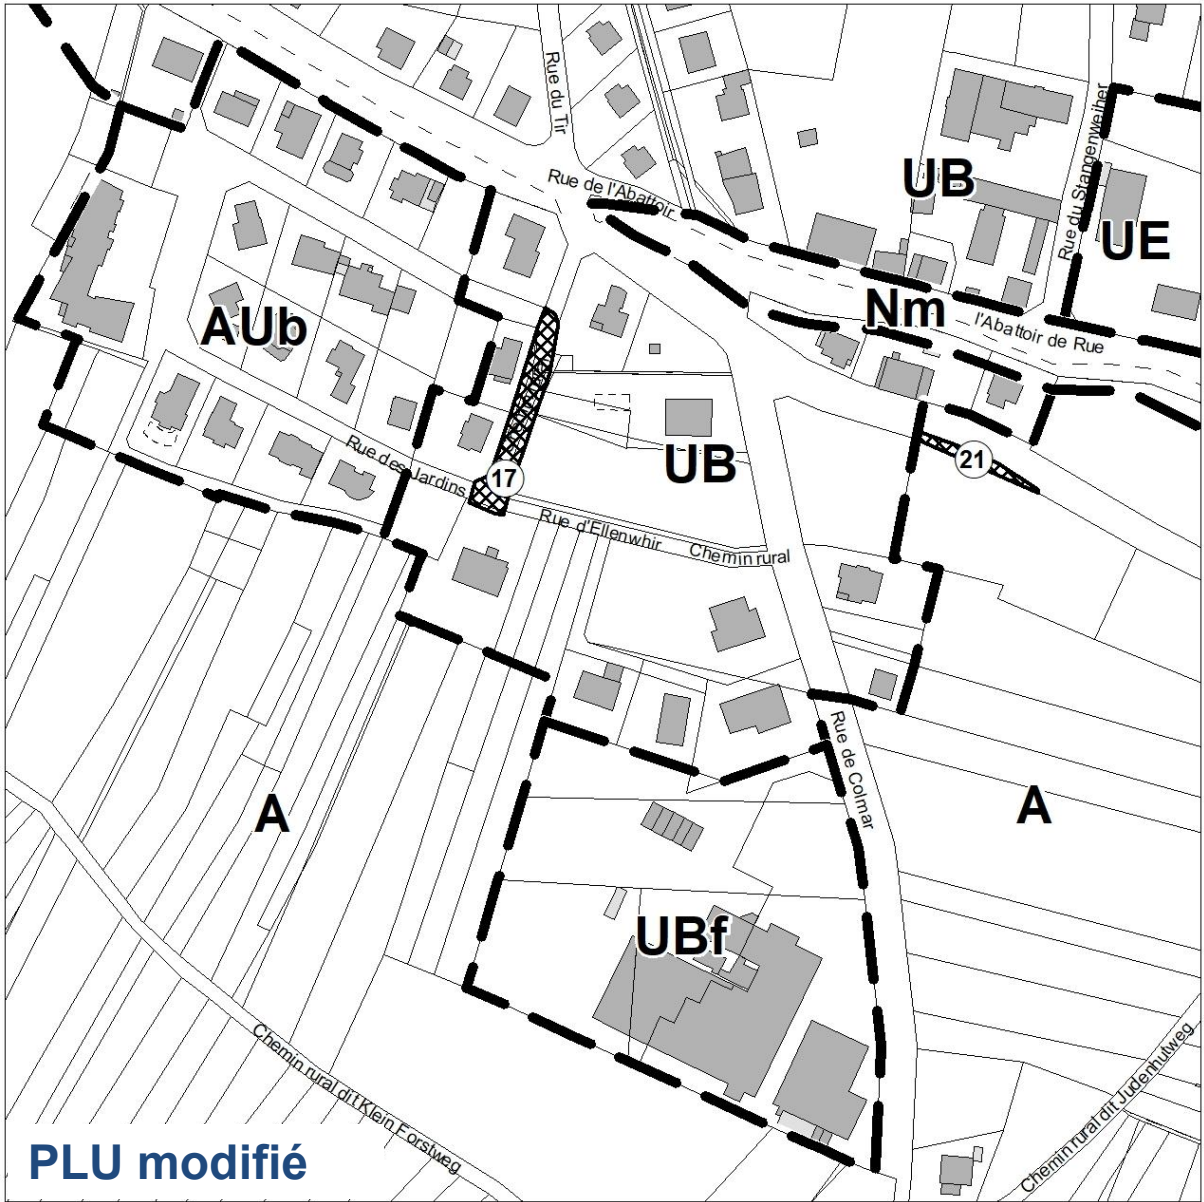 Rue du Tir
Rue du Stangenweiher
Rue de l'Abattoir
UB
UE
Nm
l'Abattoir de Rue
AUb
UB
Rue des Jardins
17
21
Rue d'Ellenwhir
Chemin rural
Rue de Colmar
A
A
UBf
Chemin rural dit Klein Forstweg
Chemin rural dit Judenhutweg
PLU modifié